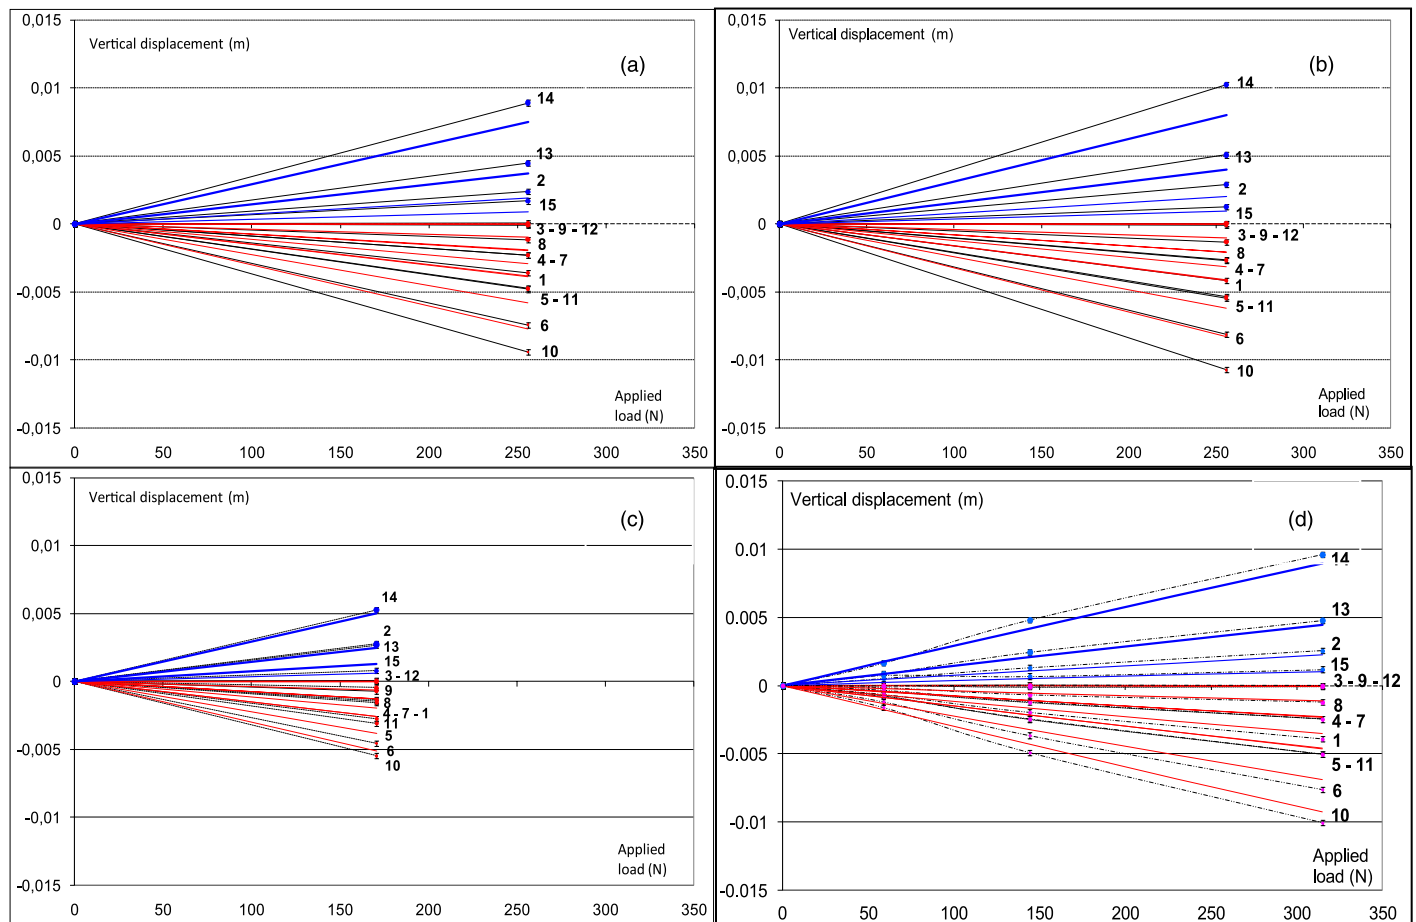 0,015
Vertical displacement (m)
(a)
0,01
14
0,005
13
2
15
0
3 - 9 - 12
8
4 - 7
1
-0,005
5 - 11
6
-0,01
10
Applied
load (N)
-0,015
0 50 100 150 200 250 300 350
0,015
Vertical displacement (m)
(b)
0,01
14
0,005
13
2
15
0
3 - 9 - 12
8
4 - 7
1
-0,005
5 - 11
6
-0,01
10
Applied
load (N)
-0,015
0 50 100 150 200 250 300 350
0,015
Vertical displacement (m)
(c)
0,01
14
0,005
2
13
15
0
3 - 12
9
8
4 - 7 - 1
11
5
-0,005
6
10
-0,01
Applied
load (N)
-0,015
0 50 100 150 200 250 300 350
0.015
Vertical displacement (m)
(d)
0.01
14
13
0.005
2
15
0
3 - 9 - 12
8
4 - 7
1
-0.005
5 - 11
6
10
-0.01
Applied
load (N)
-0.015
0 50 100 150 200 250 300 350